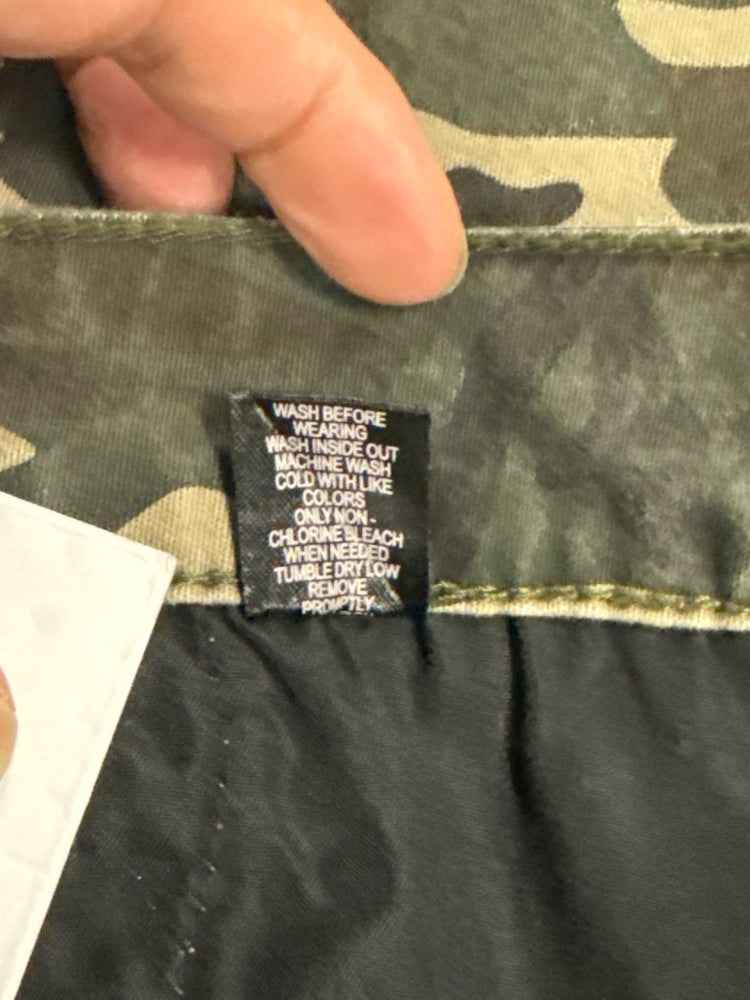 WASH BEFORE
WEARING
WASH INSIDE OUT
MACHINE WASH
COLD WITH LIKE
COLORS
ONLY NON-
CHLORINE BLEACH
WHEN NEEDED
TUMBLE DRY LOW
REMOVE
PROMPTLY